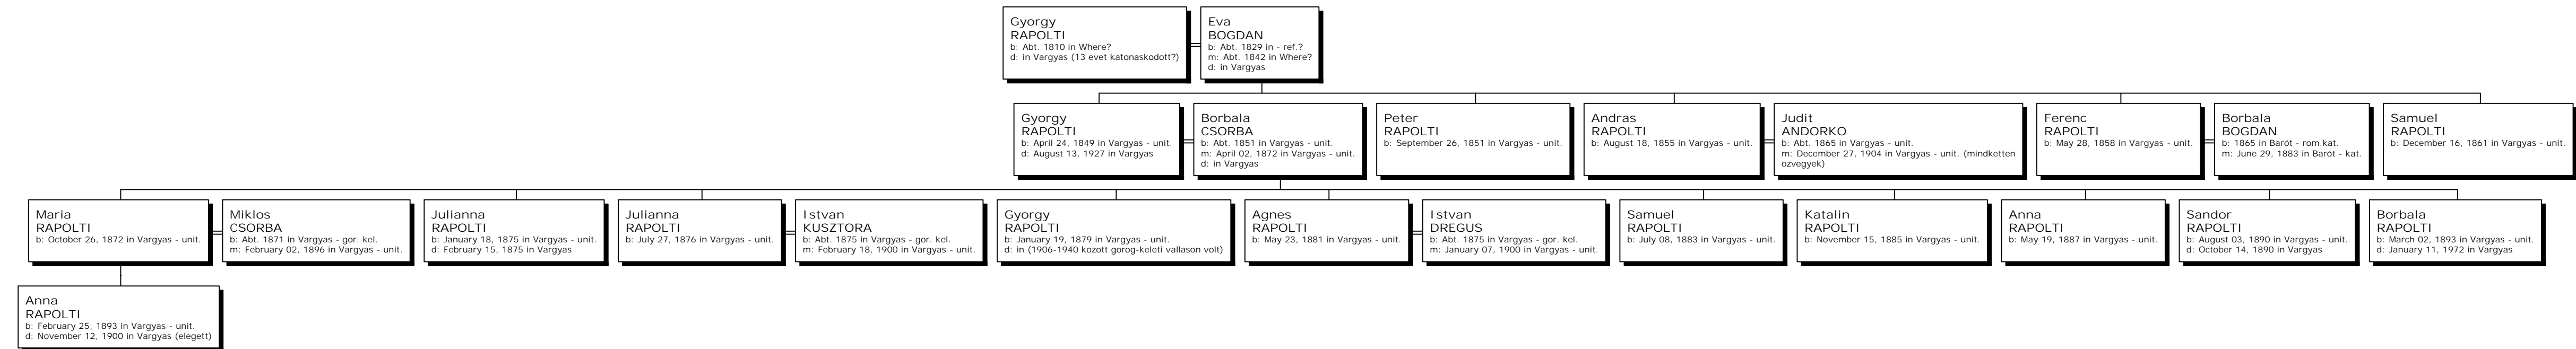 Gyorgy
RAPOLTI
b: Abt. 1810 in Where?
d: in Vargyas (13 evet katonaskodott?)
Eva
BOGDAN
b: Abt. 1829 in - ref.?
m: Abt. 1842 in Where?
d: in Vargyas
Gyorgy
RAPOLTI
b: April 24, 1849 in Vargyas - unit.
d: August 13, 1927 in Vargyas
Borbala
CSORBA
b: Abt. 1851 in Vargyas - unit.
m: April 02, 1872 in Vargyas - unit.
d: in Vargyas
Peter
RAPOLTI
b: September 26, 1851 in Vargyas - unit.
Andras
RAPOLTI
b: August 18, 1855 in Vargyas - unit.
Judit
ANDORKO
b: Abt. 1865 in Vargyas - unit.
m: December 27, 1904 in Vargyas - unit. (mindketten
ozvegyek)
Ferenc
RAPOLTI
b: May 28, 1858 in Vargyas - unit.
Borbala
BOGDAN
b: 1865 in Barót - rom.kat.
m: June 29, 1883 in Barót - kat.
Samuel
RAPOLTI
b: December 16, 1861 in Vargyas - unit.
Maria
RAPOLTI
b: October 26, 1872 in Vargyas - unit.
Miklos
CSORBA
b: Abt. 1871 in Vargyas - gor. kel.
m: February 02, 1896 in Vargyas - unit.
Julianna
RAPOLTI
b: January 18, 1875 in Vargyas - unit.
d: February 15, 1875 in Vargyas
Julianna
RAPOLTI
b: July 27, 1876 in Vargyas - unit.
Istvan
KUSZTORA
b: Abt. 1875 in Vargyas - gor. kel.
m: February 18, 1900 in Vargyas - unit.
Gyorgy
RAPOLTI
b: January 19, 1879 in Vargyas - unit.
d: in (1906-1940 kozott gorog-keleti vallason volt)
Agnes
RAPOLTI
b: May 23, 1881 in Vargyas - unit.
Istvan
DREGUS
b: Abt. 1875 in Vargyas - gor. kel.
m: January 07, 1900 in Vargyas - unit.
Samuel
RAPOLTI
b: July 08, 1883 in Vargyas - unit.
Katalin
RAPOLTI
b: November 15, 1885 in Vargyas - unit.
Anna
RAPOLTI
b: May 19, 1887 in Vargyas - unit.
Sandor
RAPOLTI
b: August 03, 1890 in Vargyas - unit.
d: October 14, 1890 in Vargyas
Borbala
RAPOLTI
b: March 02, 1893 in Vargyas - unit.
d: January 11, 1972 in Vargyas
Anna
RAPOLTI
b: February 25, 1893 in Vargyas - unit.
d: November 12, 1900 in Vargyas (elegett)